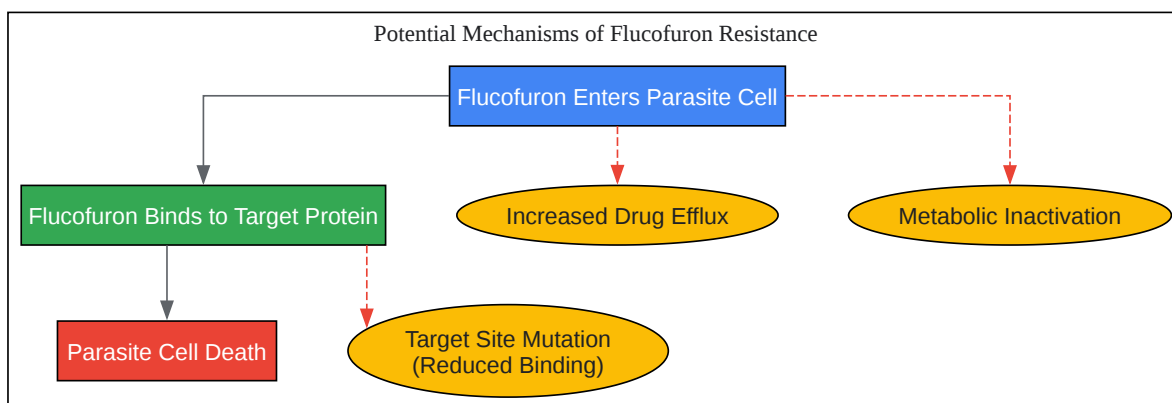 Potential Mechanisms of Flucofuron Resistance
Flucofuron Enters Parasite Cell
Flucofuron Binds to Target Protein
Increased Drug Efflux
Metabolic Inactivation
Parasite Cell Death
Target Site Mutation
(Reduced Binding)